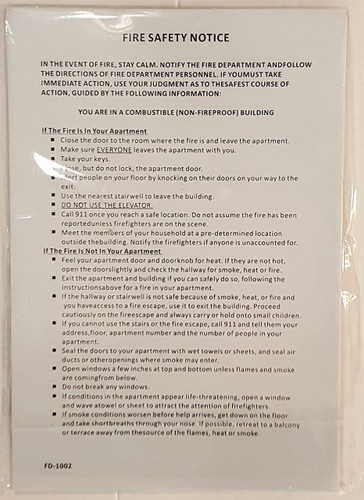 FIRE SAFETY NOTICE
IN THE EVENT OF FIRE, STAY CALM. NOTIFY THE FIRE DEPARTMENT ANDFOLLOW
THE DIRECTIONS OF FIRE DEPARTMENT PERSONNEL. IF YOUMUST TAKE
IMMEDIATE ACTION, USE YOUR JUDGMENT AS TO THESAFEST COURSE OF
ACTION, GUIDED BY THE FOLLOWING INFORMATION:
YOU ARE IN A COMBUSTIBLE (NON-FIREPROOF) BUILDING
If The Fire Is In Your Apartment
■ Close the door to the room where the fire is and leave the apartment.
■ Make sure EVERYONE leaves the apartment with you.
■ Take your keys.
■ Close, but do not lock, the apartment door.
■ Alert people on your floor by knocking on their doors on your way to the
exit.
■ Use the nearest stairwell to leave the building.
■ DO NOT USE THE ELEVATOR.
■ Call 911 once you reach a safe location. Do not assume the fire has been
reportedunless firefighters are on the scene.
■ Meet the members of your household at a pre-determined location
outside thebuilding. Notify the firefighters if anyone is unaccounted for.
If The Fire Is Not In Your Apartment
■ Feel your apartment door and doorknob for heat. If they are not hot,
open the doorslightly and check the hallway for smoke, heat or fire.
■ Exit the apartment and building if you can safely do so, following the
instructionsabove for a fire in your apartment.
■ If the hallway or stairwell is not safe because of smoke, heat, or fire and
you haveaccess to a fire escape, use it to exit the building. Proceed
cautiously on the fireescape and always carry or hold onto small children.
■ If you cannot use the stairs or the fire escape, call 911 and tell them your
address,floor, apartment number and the number of people in your
apartment.
■ Seal the doors to your apartment with wet towels or sheets, and seal air
ducts or otheropenings where smoke may enter.
■ Open windows a few inches at top and bottom unless flames and smoke
are comingfrom below.
■ Do not break any windows.
■ If conditions in the apartment appear life-threatening, open a window
and wave atowel or sheet to attract the attention of firefighters.
■ If smoke conditions worsen before help arrives, get down on the floor
and take shortbreaths through your nose. If possible, retreat to a balcony
or terrace away from thesource of the flames, heat or smoke.
FD-1002